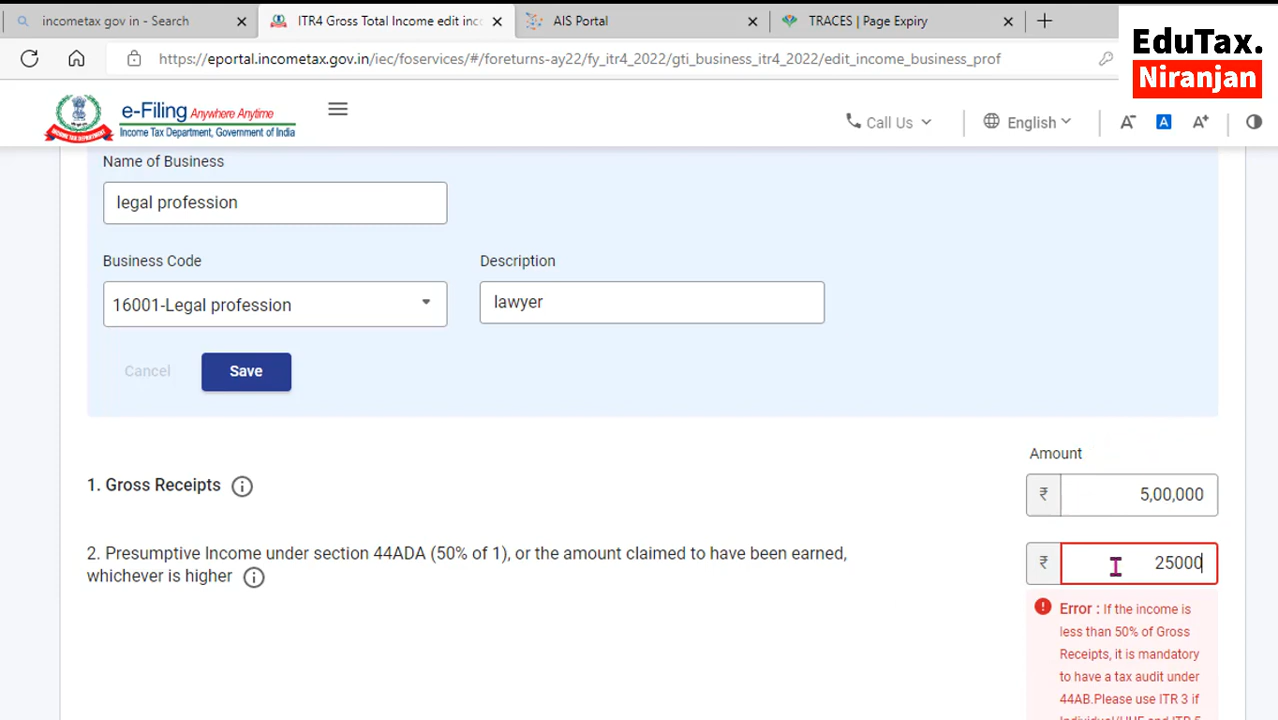 incometax gov in - Search
ITR4 Gross Total Income edit inc
AIS Portal
TRACES | Page Expiry
https://eportal.incometax.gov.in/iec/foservices/#/foreturns-ay22/fy_itr4_2022/gti_business_itr4_2022/edit_income_business_prof
EduTax.
Niranjan
e-Filing Anywhere Anytime
Income Tax Department, Government of India
Call Us
English
A-
A
A+
Name of Business
legal profession
Business Code
Description
16001-Legal profession
lawyer
Cancel
Save
Amount
1. Gross Receipts
₹ 5,00,000
2. Presumptive Income under section 44ADA (50% of 1), or the amount claimed to have been earned,
whichever is higher
₹ 25000
Error : If the income is
less than 50% of Gross
Receipts, it is mandatory
to have a tax audit under
44AB.Please use ITR 3 if
Individual/HUF and ITR 5